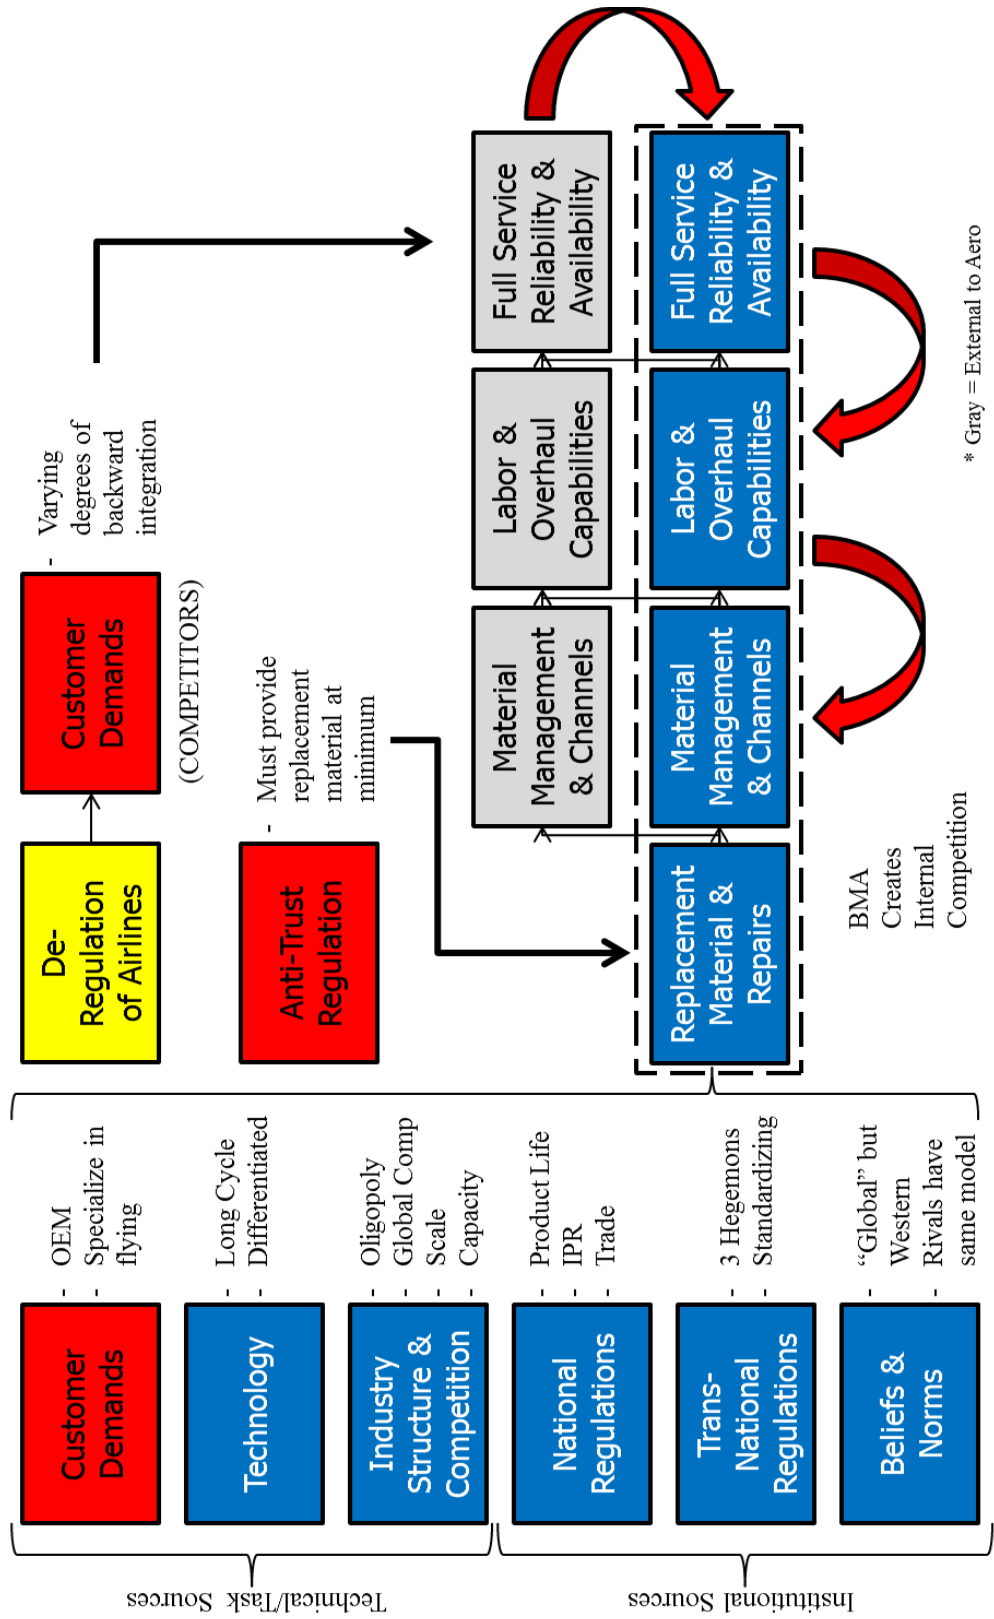 Technical/Task Sources
Institutional Sources
Customer
Demands
- OEM
- Specialize in
flying
Technology
- Long Cycle
- Differentiated
Industry
Structure &
Competition
- Oligopoly
- Global Comp
- Scale
- Capacity
National
Regulations
- Product Life
- IPR
- Trade
Trans-
National
Regulations
- 3 Hegemons
- Standardizing
Beliefs &
Norms
- “Global” but
Western
- Rivals have
same model
De-
Regulation
of Airlines
Customer
Demands
(COMPETITORS)
- Varying
degrees of
backward
integration
Anti-Trust
Regulation
- Must provide
replacement
material at
minimum
Material
Management
& Channels
Labor &
Overhaul
Capabilities
Full Service
Reliability &
Availability
Replacement
Material &
Repairs
Material
Management
& Channels
Labor &
Overhaul
Capabilities
Full Service
Reliability &
Availability
BMA
Creates
Internal
Competition
* Gray = External to Aero